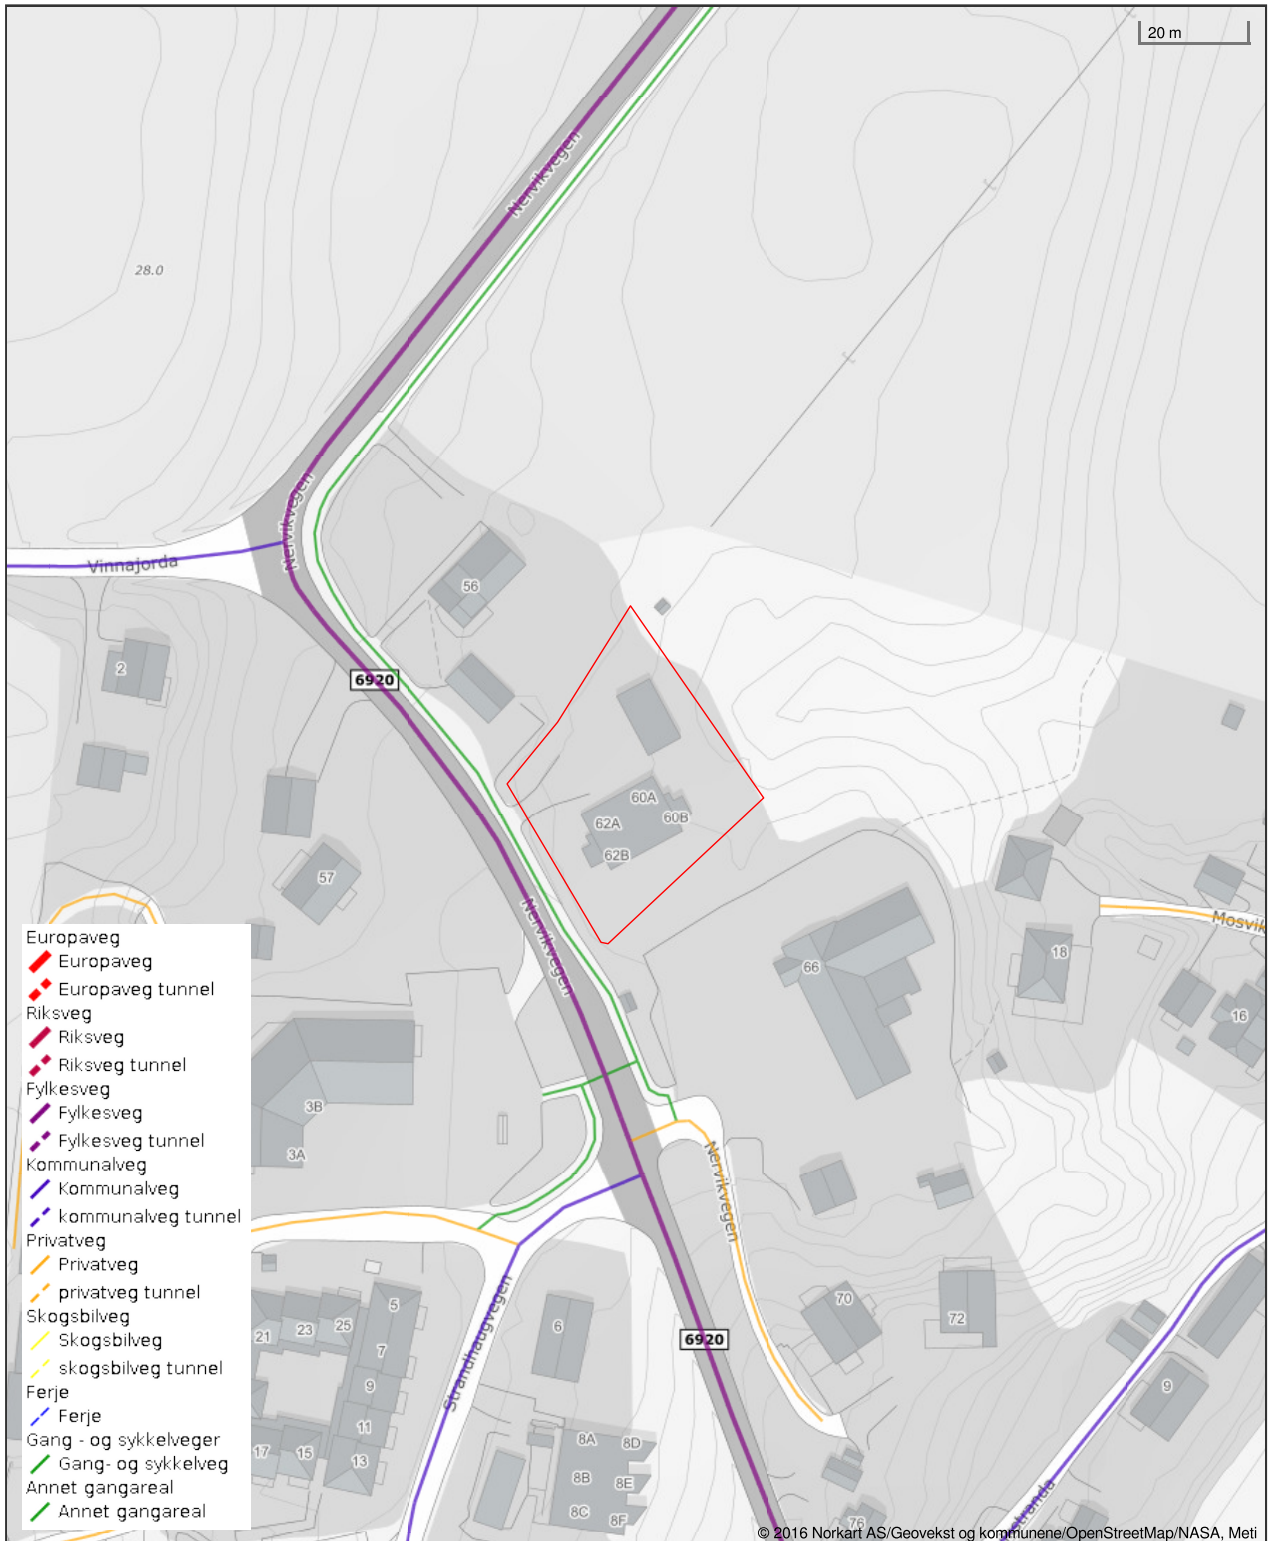 20 m
Nervikvegen
28.0
Nervikvegen
Vinnajorda
56
2
6920
60A
62A
60B
62B
57
Nervikvegen
66
18
Mosvik
16
3B
3A
Nervikvegen
70
72
6
5
21
23
25
7
9
11
13
17
15
Strandhaugvegen
6920
9
8A
8D
8B
8E
8C
8F
76
stranda
Europaveg
Europaveg
Europaveg tunnel
Riksveg
Riksveg
Riksveg tunnel
Fylkesveg
Fylkesveg
Fylkesveg tunnel
Kommunalveg
Kommunalveg
kommunalveg tunnel
Privatveg
Privatveg
privatveg tunnel
Skogsbilveg
Skogsbilveg
skogsbilveg tunnel
Ferje
Ferje
Gang - og sykkelveger
Gang- og sykkelveg
Annet gangareal
Annet gangareal
© 2016 Norkart AS/Geovekst og kommunene/OpenStreetMap/NASA, Meti